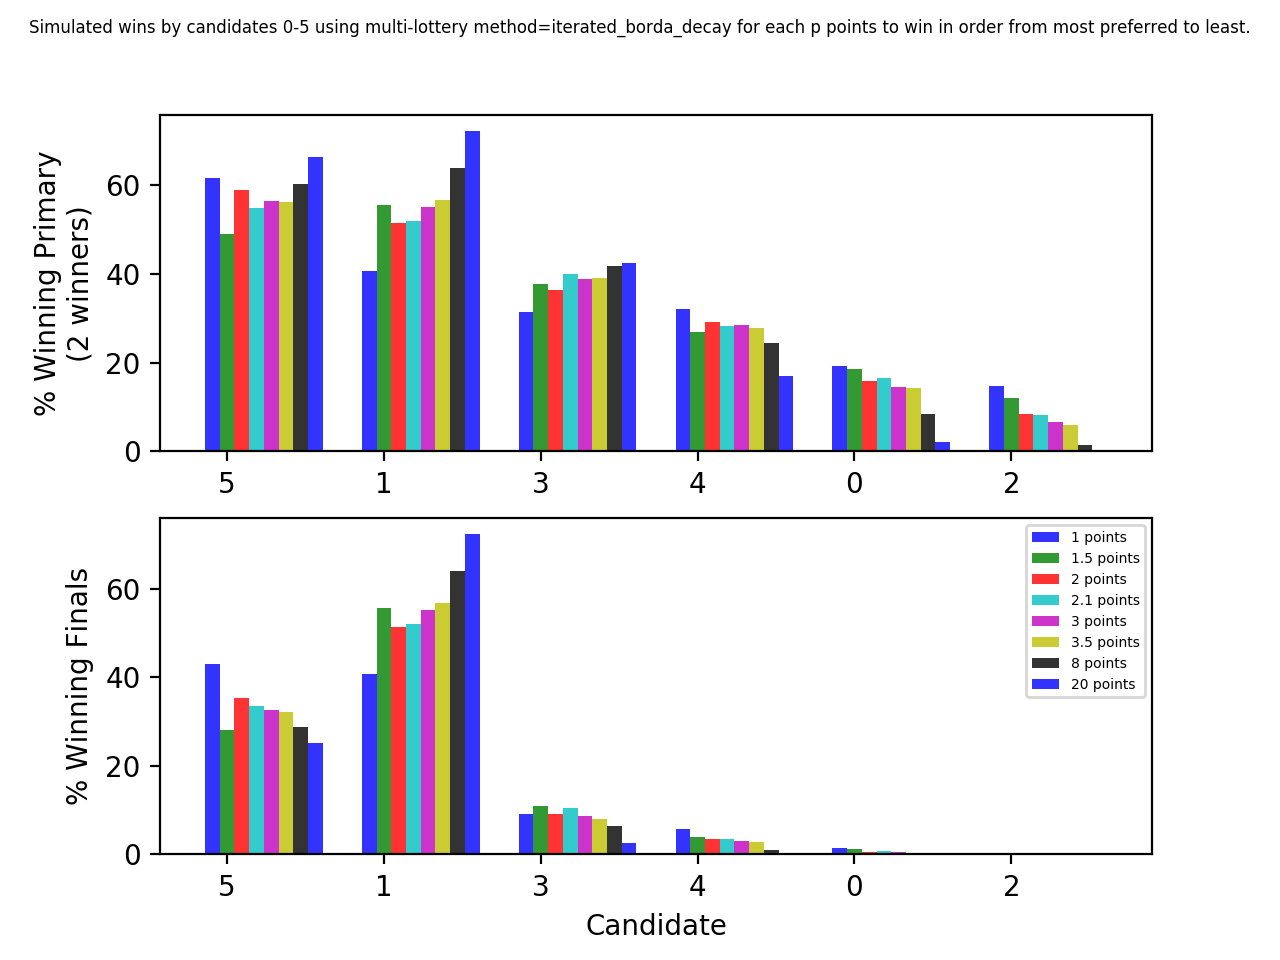 Simulated wins by candidates 0-5 using multi-lottery method=iterated_borda_decay for each p points to win in order from most preferred to least.
% Winning Primary
(2 winners)
60
40
20
0
5 1 3 4 0 2
% Winning Finals
60
40
20
0
1 points
1.5 points
2 points
2.1 points
3 points
3.5 points
8 points
20 points
5 1 3 4 0 2
Candidate